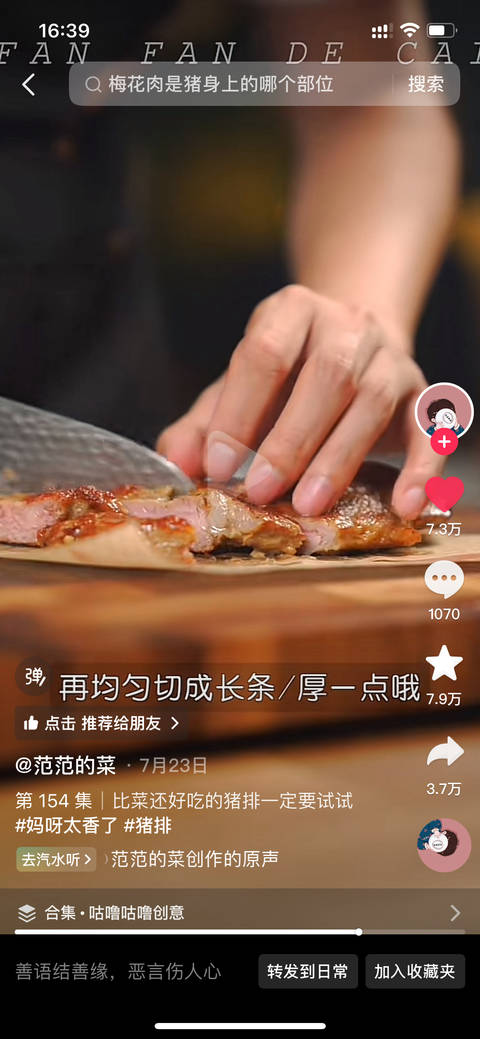 16:39
FAN FAN DE CAI
梅花肉是猪身上的哪个部位
搜索
7.3万
1070
弹
再均匀切成长条/厚一点哦
7.9万
点击 推荐给朋友
@范范的菜 · 7月23日
3.7万
第 154 集｜比菜还好吃的猪排一定要试试
#妈呀太香了 #猪排
去汽水听
范范的菜创作的原声
合集 · 咕噜咕噜创意
善语结善缘，恶言伤人心
转发到日常
加入收藏夹